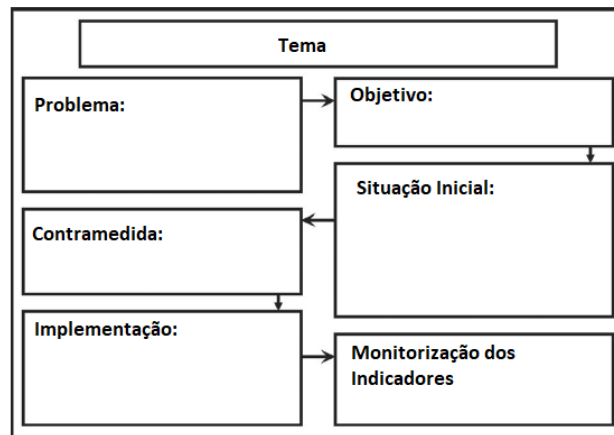 Tema
Problema:
Objetivo:
Situação Inicial:
Contramedida:
Implementação:
Monitorização dos
Indicadores